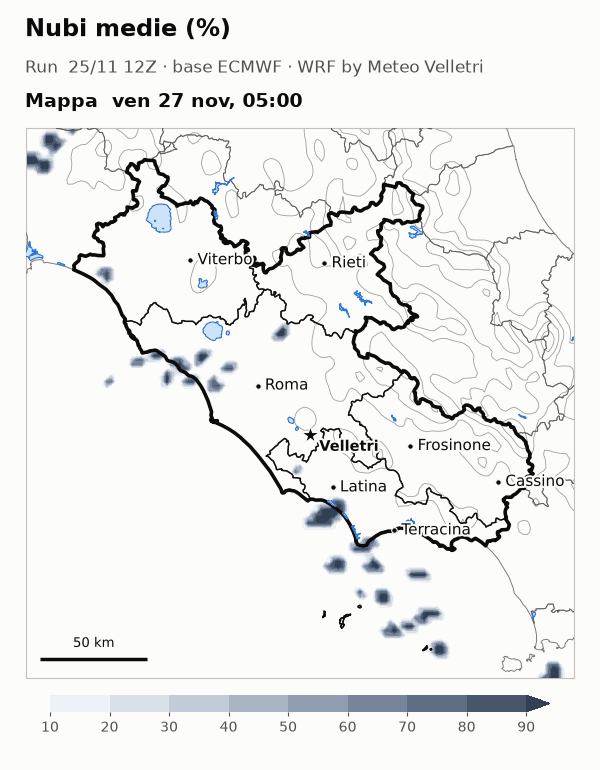 Nubi medie (%)
Run  25/11 12Z · base ECMWF · WRF by Meteo Velletri
Mappa  ven 27 nov, 05:00
Viterbo
Rieti
Roma
Velletri
Frosinone
Latina
Cassino
Terracina
50 km
10 20 30 40 50 60 70 80 90